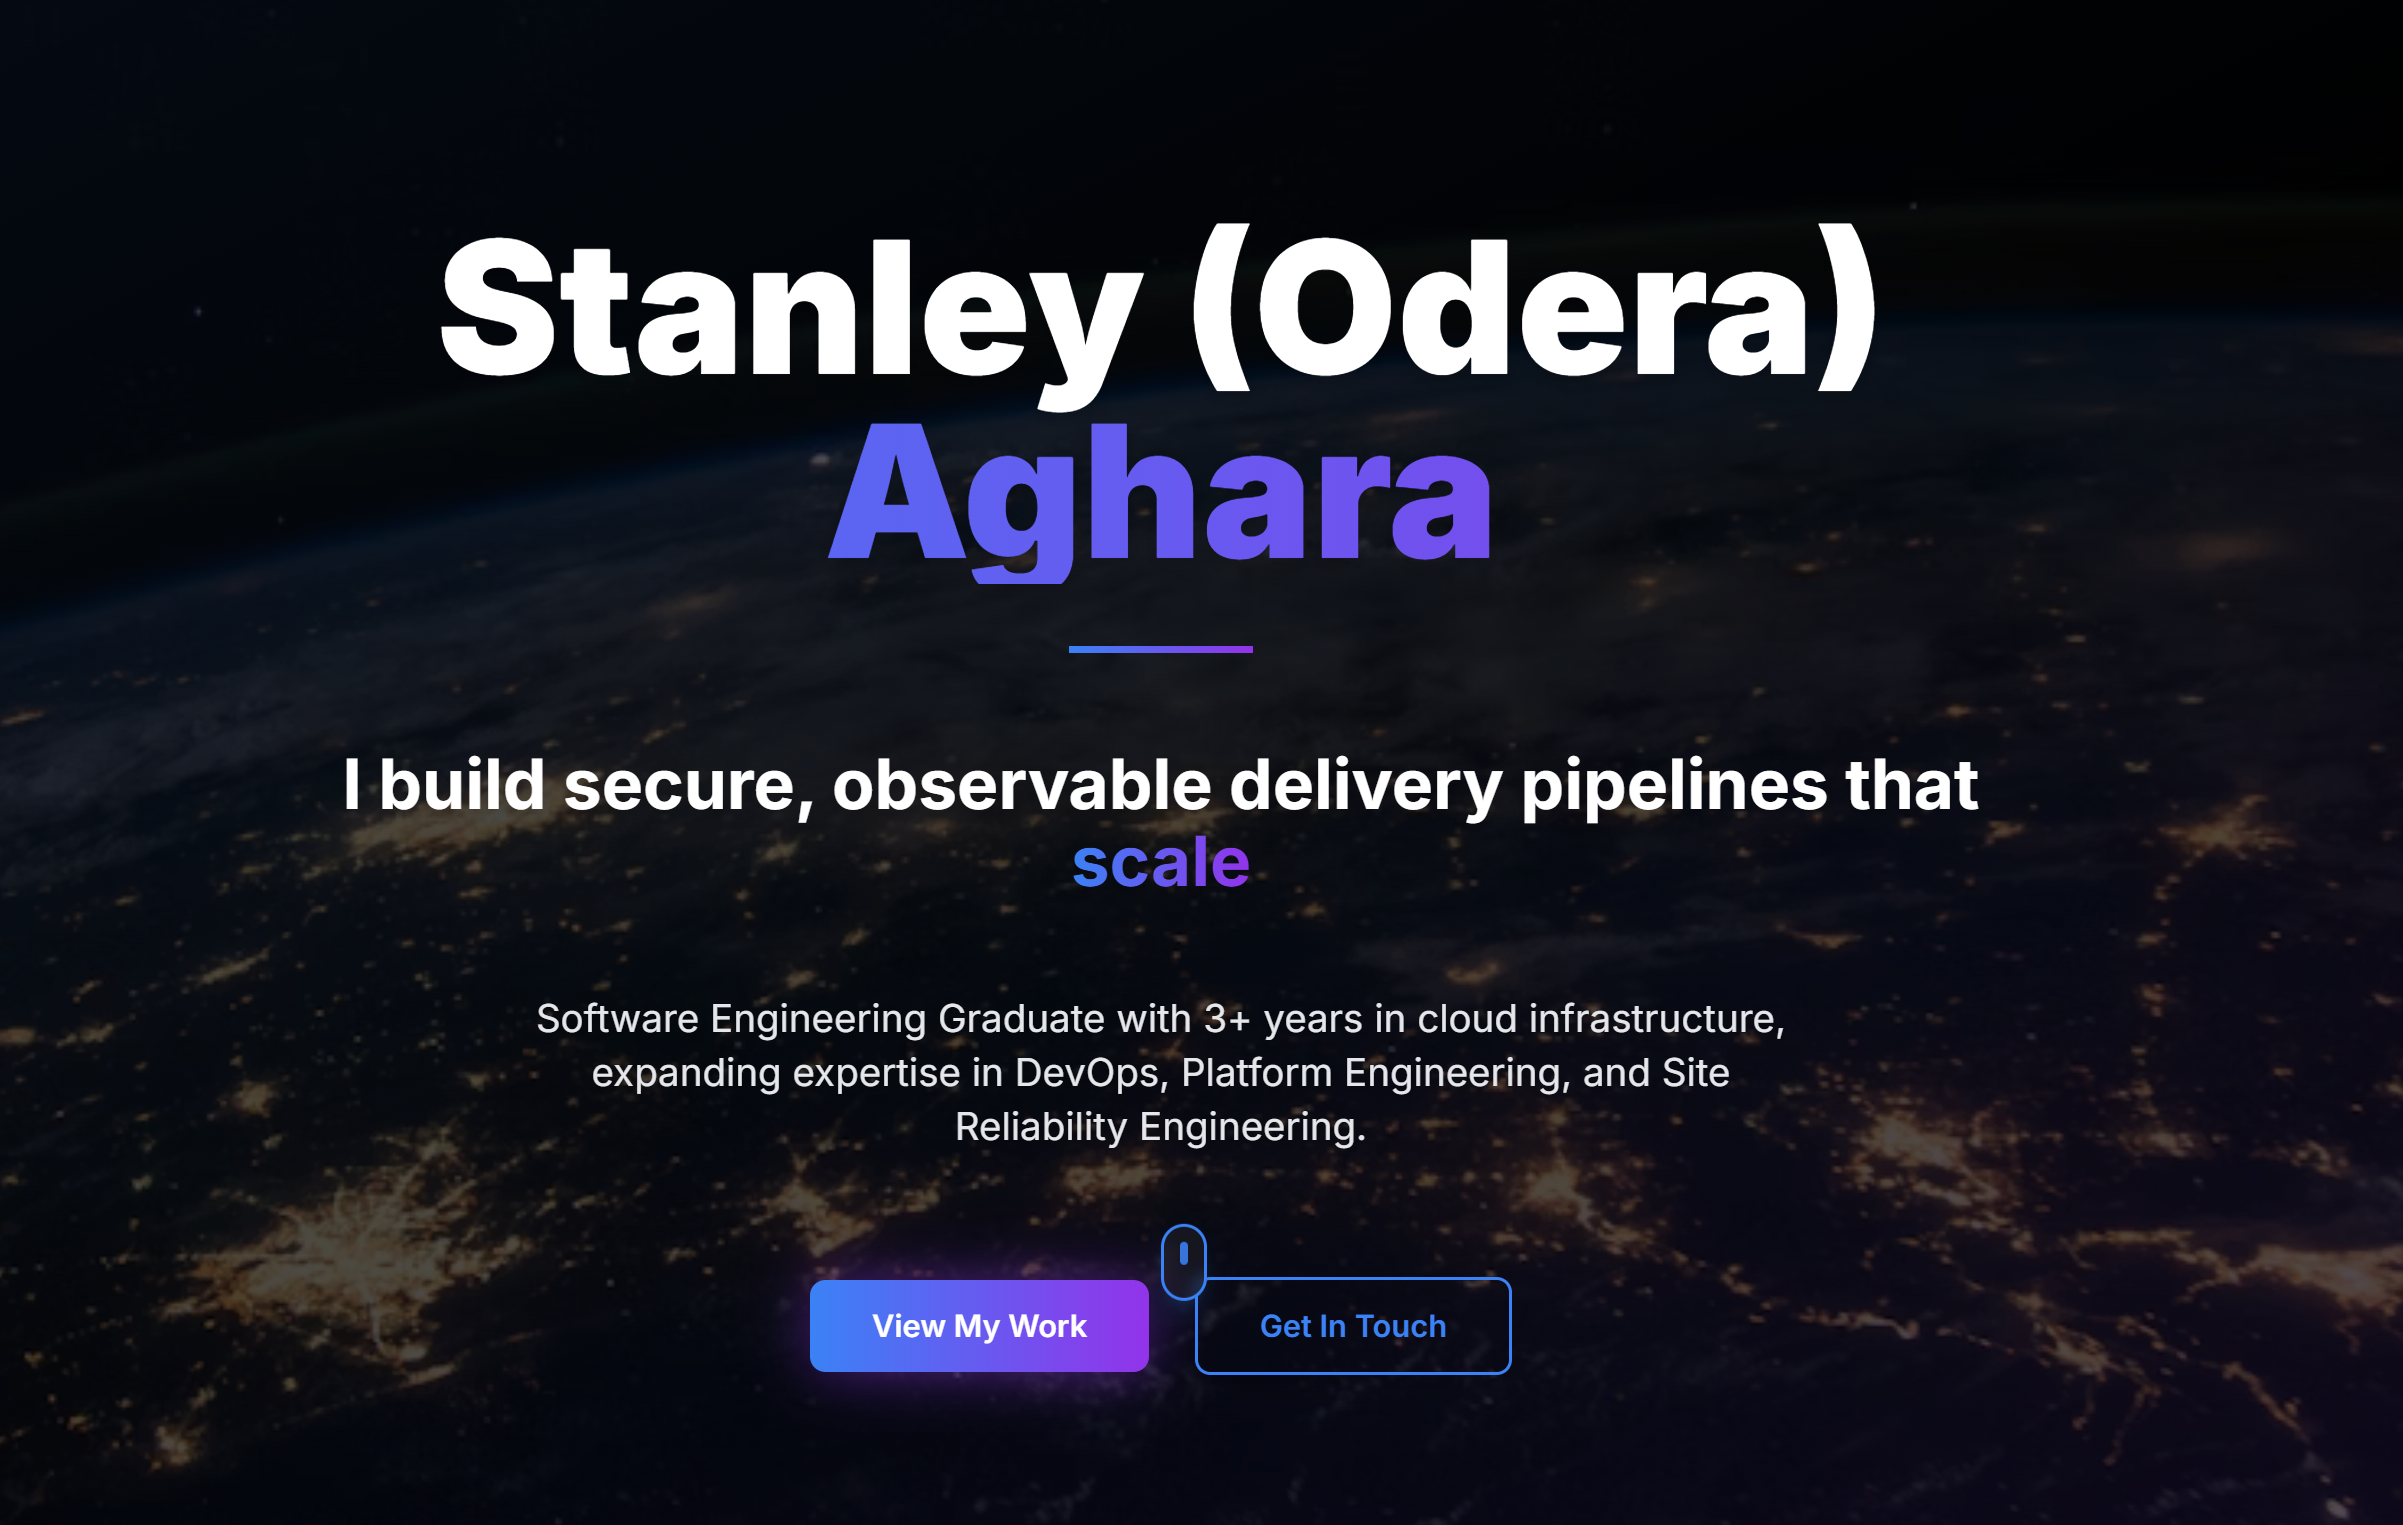 Stanley (Odera)
Aghara
I build secure, observable delivery pipelines that
scale
Software Engineering Graduate with 3+ years in cloud infrastructure,
expanding expertise in DevOps, Platform Engineering, and Site
Reliability Engineering.
View My Work
Get In Touch